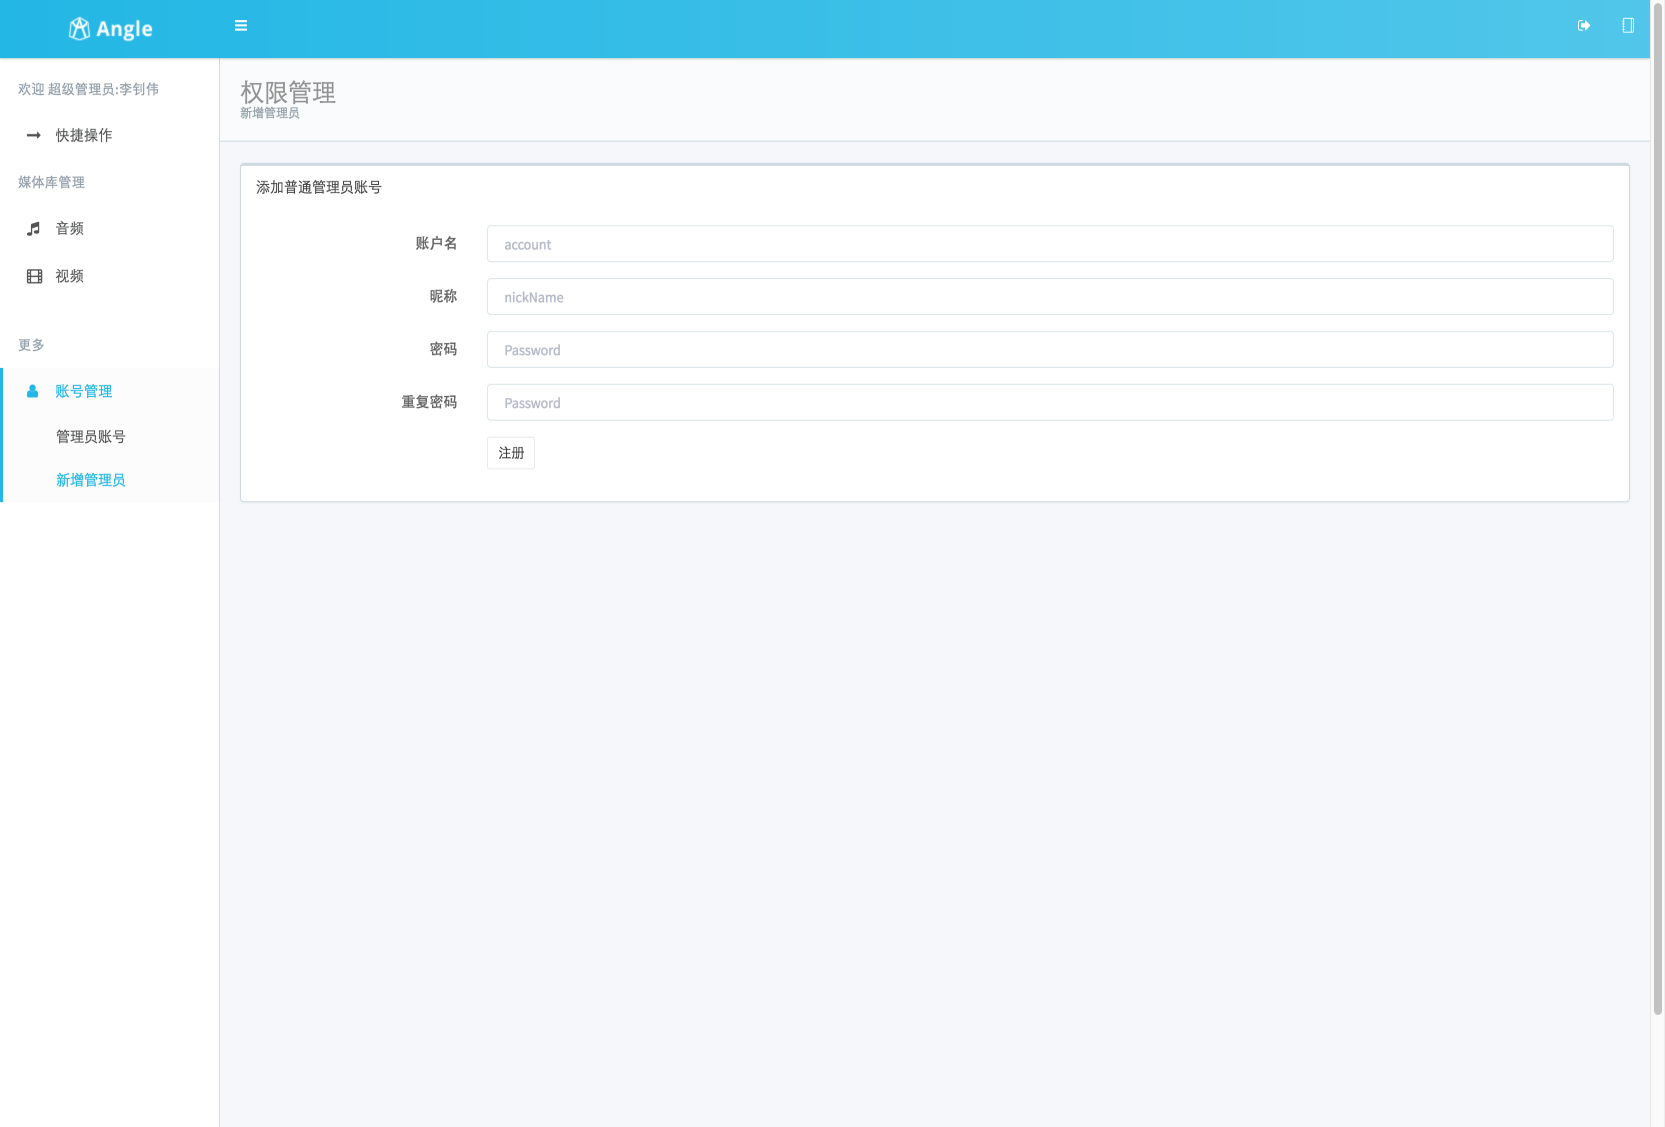 Angle
欢迎 超级管理员:李钊伟
快捷操作
媒体库管理
音频
视频
更多
账号管理
管理员账号
新增管理员
权限管理
新增管理员
添加普通管理员账号
账户名
account
昵称
nickName
密码
Password
重复密码
Password
注册